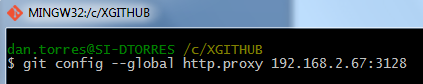 MINGW32:/c/XGITHUB
dan.torres@SI-DTORRES /c/XGITHUB
$ git config --global http.proxy 192.168.2.67:3128